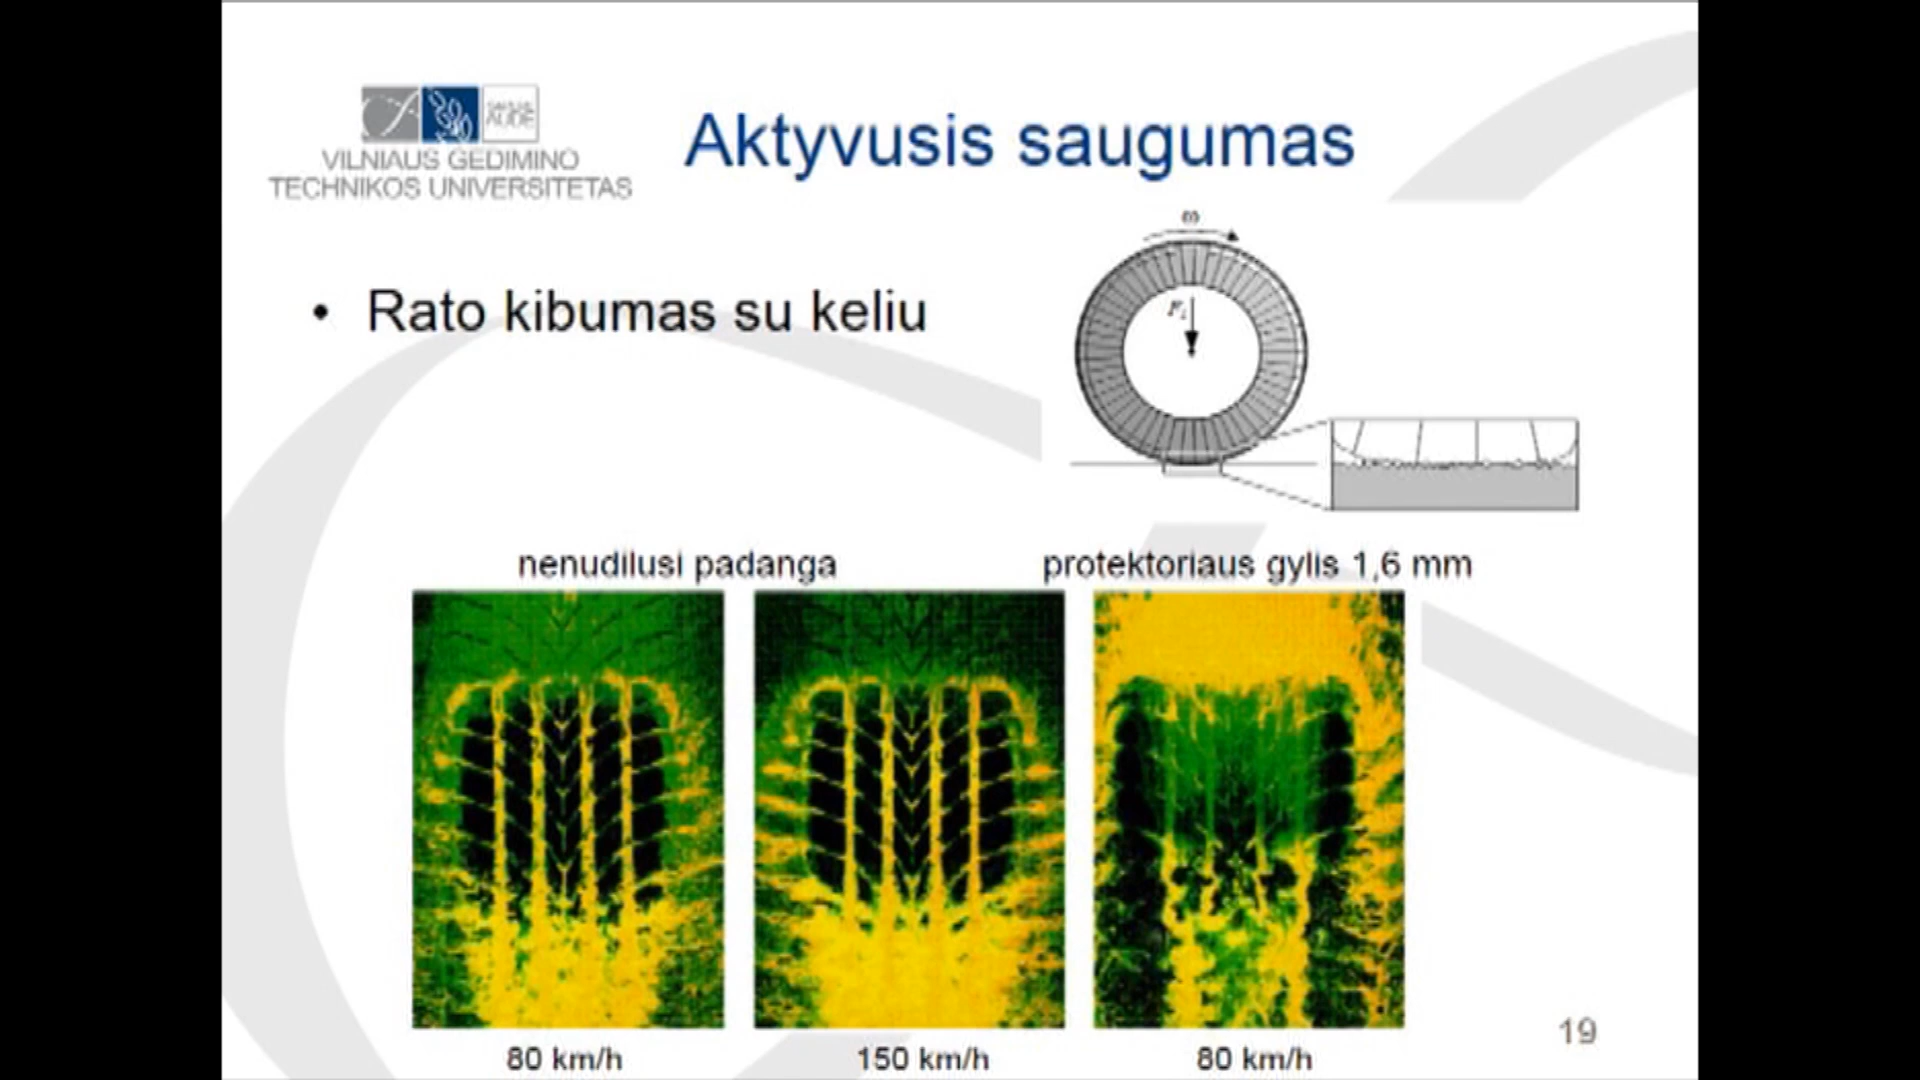 Aktyvusis saugumas
VILNIAUS GEDIMINO
TECHNIKOS UNIVERSITETAS
ω
• Rato kibumas su keliu
nenudilusi padanga
protektoriaus gylis 1,6 mm
80 km/h
150 km/h
80 km/h
19